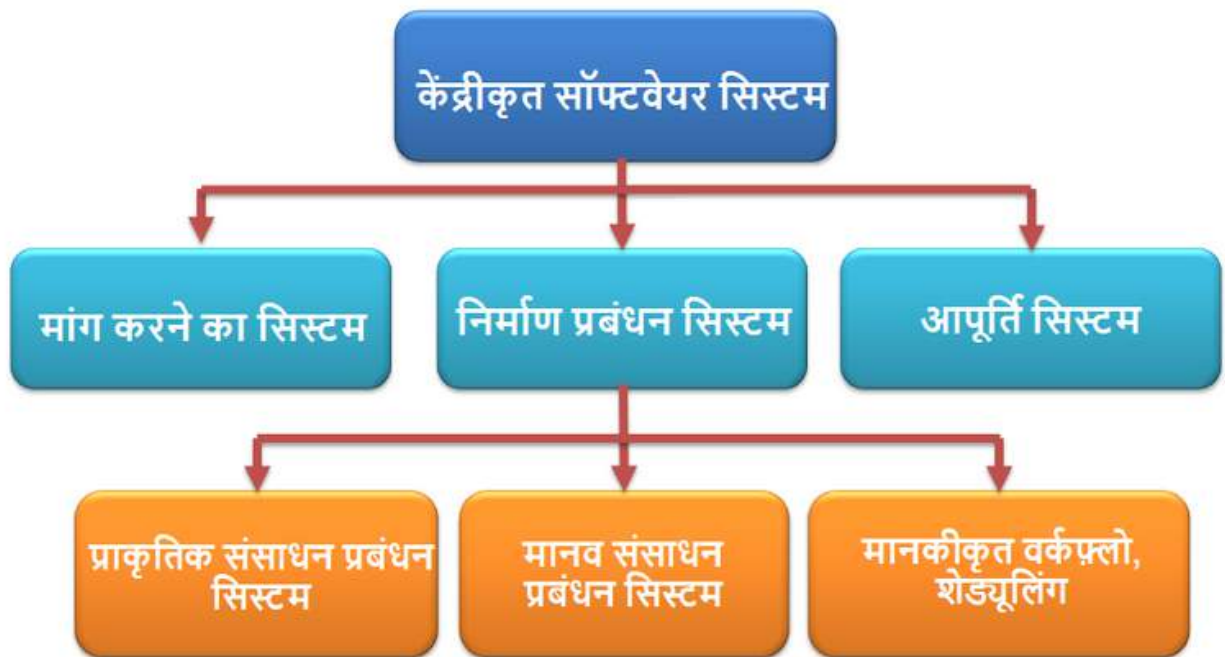 केंद्रीकृत सॉफ्टवेयर सिस्टम
मांग करने का सिस्टम
निर्माण प्रबंधन सिस्टम
आपूर्ति सिस्टम
प्राकृतिक संसाधन प्रबंधन
सिस्टम
मानव संसाधन
प्रबंधन सिस्टम
मानकीकृत वर्कफ़्लो,
शेड्यूलिंग